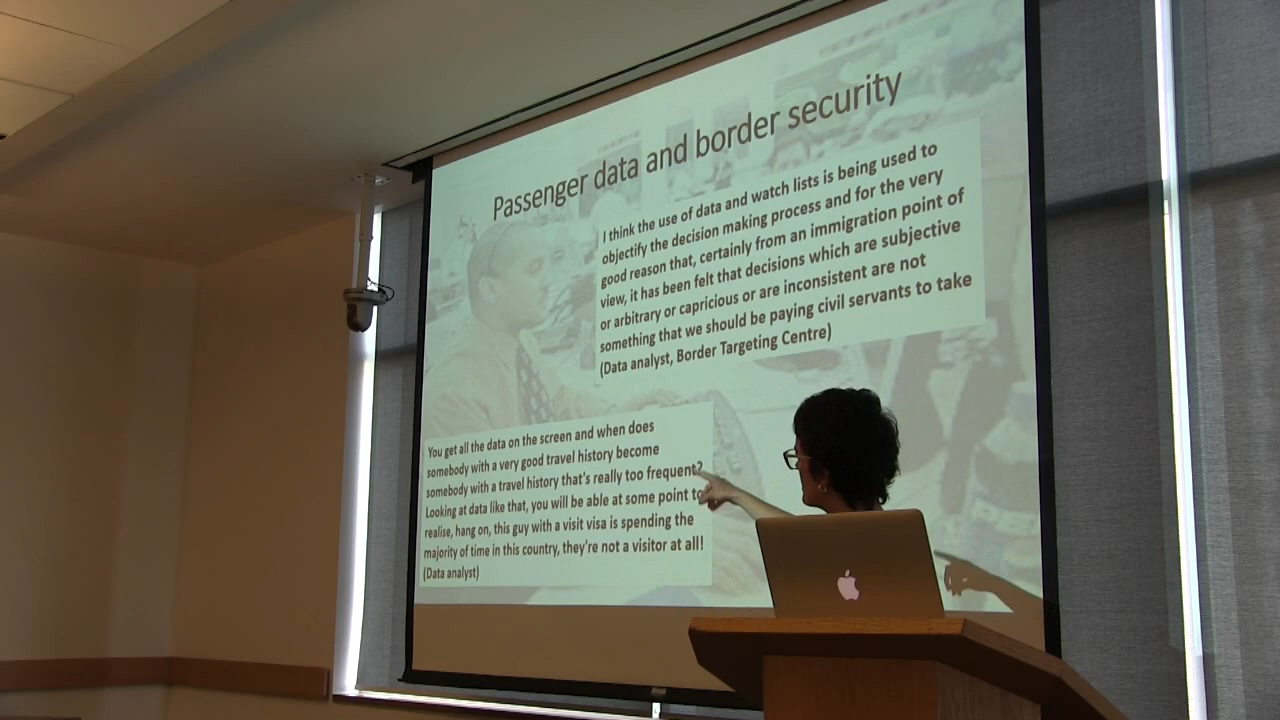 Passenger data and border security
I think the use of data and watch lists is being used to
objectify the decision making process and for the very
good reason that, certainly from an immigration point of
view, it has been felt that decisions which are subjective
or arbitrary or capricious or are inconsistent are not
something that we should be paying civil servants to take
(Data analyst, Border Targeting Centre)
You get all the data on the screen and when does
somebody with a very good travel history become
somebody with a travel history that's really too frequent?
Looking at data like that, you will be able at some point to
realise, hang on, this guy with a visit visa is spending the
majority of time in this country, they're not a visitor at all!
(Data analyst)